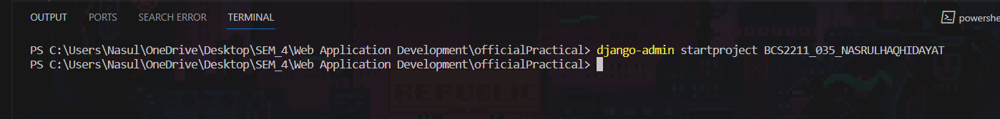 OUTPUT PORTS SEARCH ERROR TERMINAL
PS C:\Users\Nasul\OneDrive\Desktop\SEM_4\Web Application Development\officialPractical> django-admin startproject BCS2211_035_NASRULHAQHIDAYAT
PS C:\Users\Nasul\OneDrive\Desktop\SEM_4\Web Application Development\officialPractical>
REPUBLIC